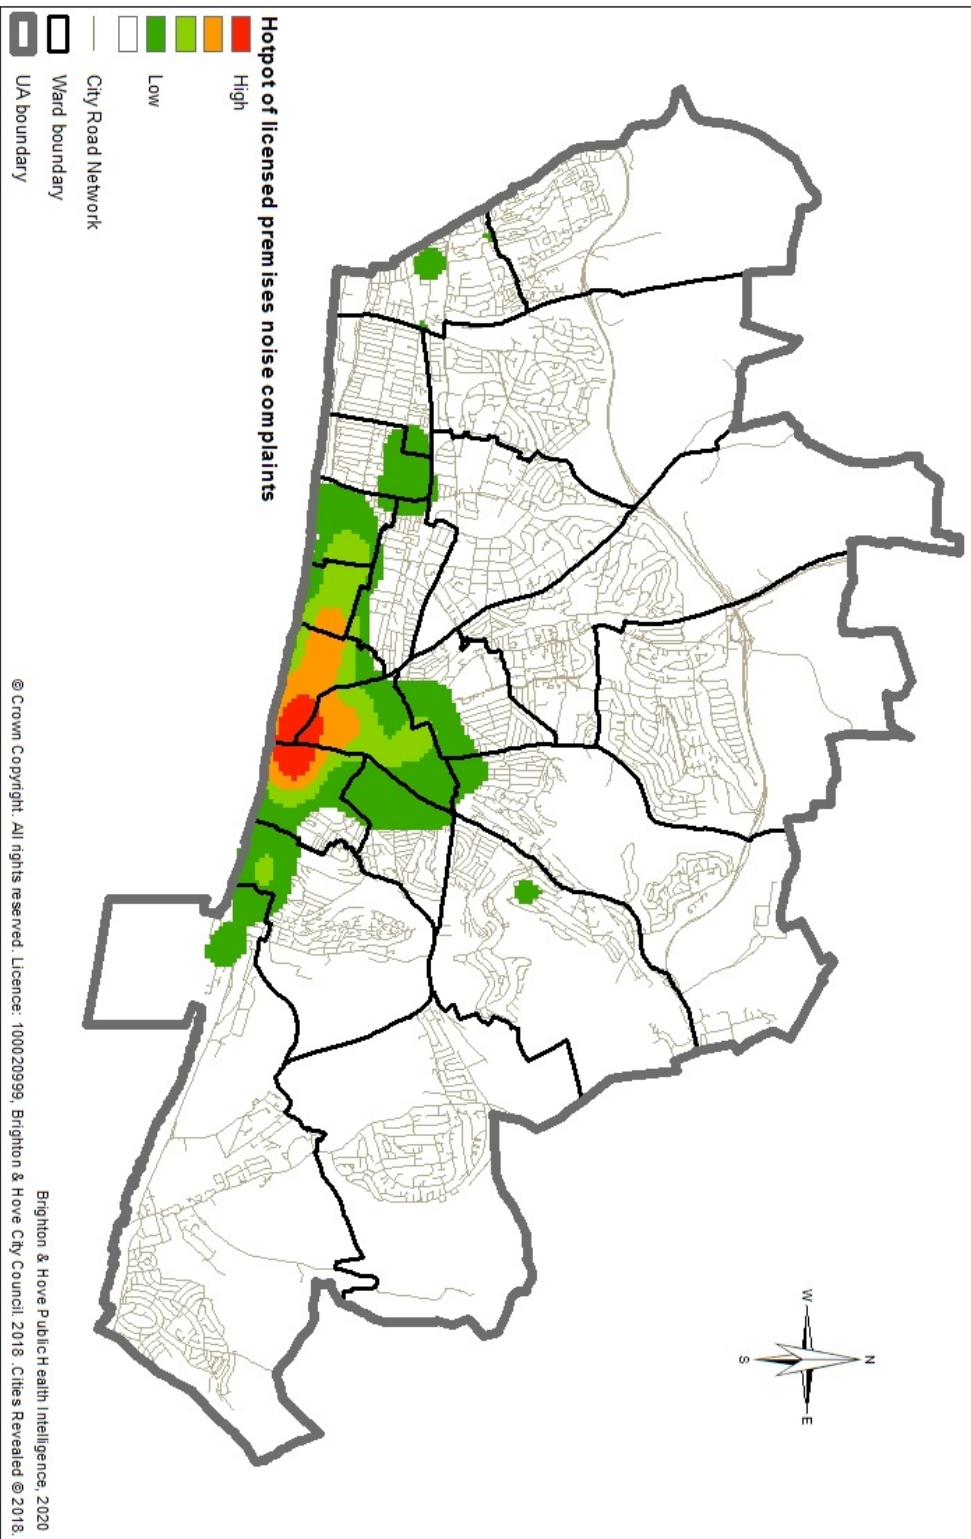 Hotpot of licensed premises noise complaints
High
Low
City Road Network
Ward boundary
UA boundary
N
W
E
S
Brighton & Hove Public Health Intelligence, 2020
© Crown Copyright. All rights reserved. Licence: 100020999, Brighton & Hove City Council. 2018 .Cities Revealed © 2018.